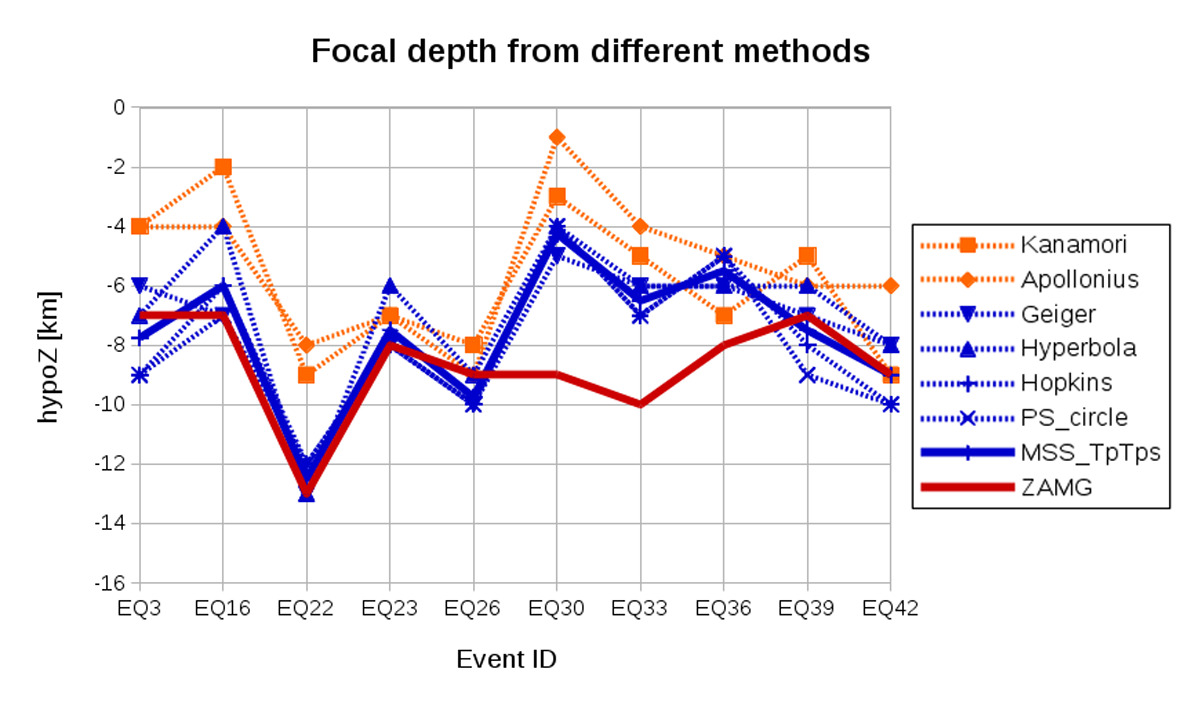 Focal depth from different methods
0
-2
-4
-6
-8
-10
-12
-14
-16
hypoZ [km]
EQ3 EQ16 EQ22 EQ23 EQ26 EQ30 EQ33 EQ36 EQ39 EQ42
Event ID
Kanamori
Apollonius
Geiger
Hyperbola
Hopkins
PS_circle
MSS_TpTps
ZAMG